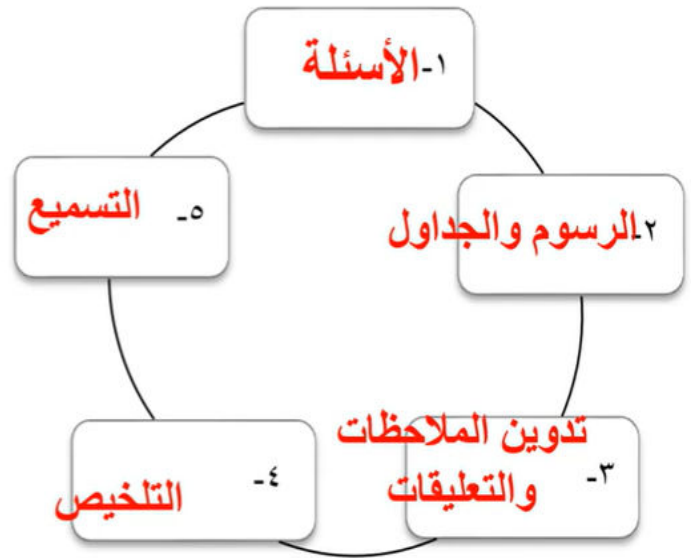 ١- الأسئلة
٢- الرسوم والجداول
٣- تدوين الملاحظات
والتعليقات
٤- التلخيص
٥- التسميع